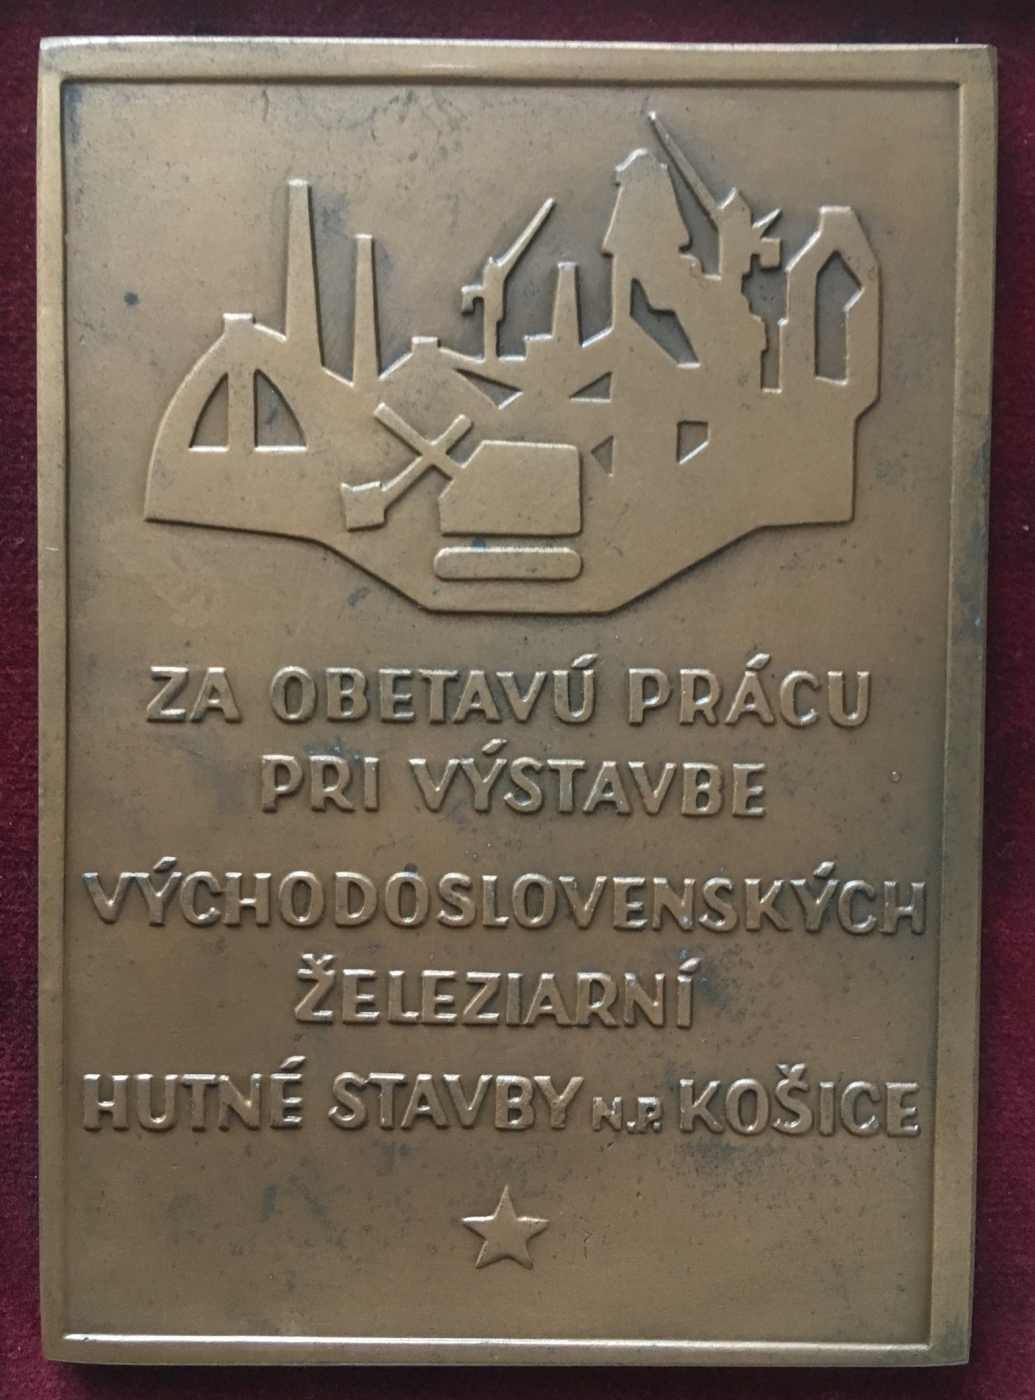 ZA OBETAVÚ PRÁCU
PRI VÝSTAVBE
VÝCHODOSLOVENSKÝCH
ŽELEZIARNÍ
HUTNÉ STAVBY N.P. KOŠICE